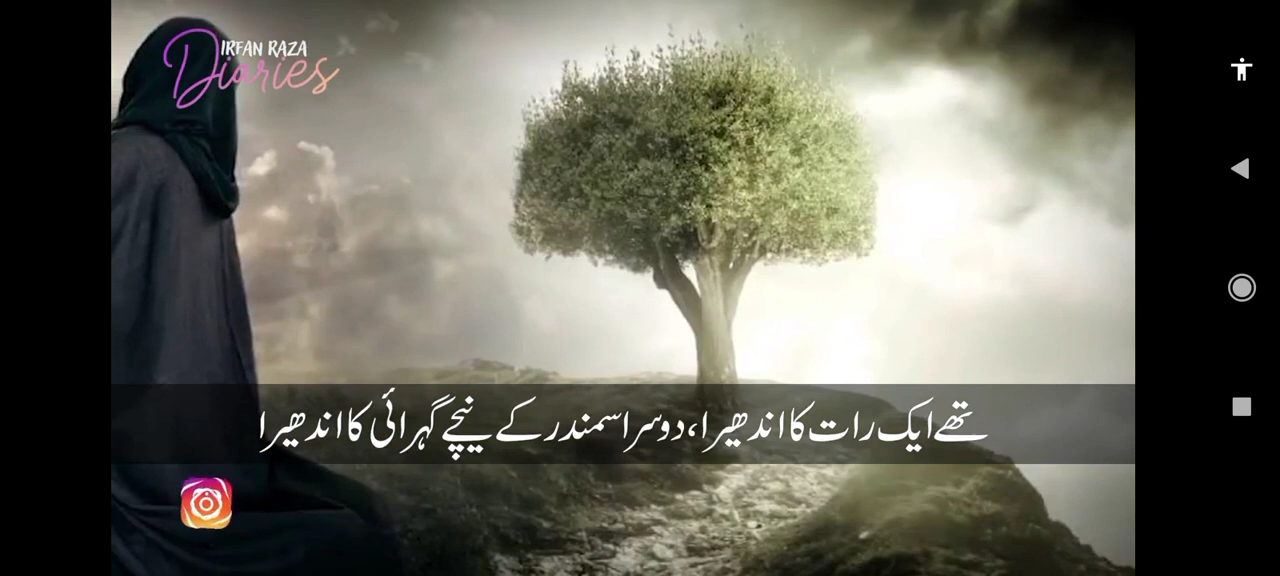 IRFAN RAZA
Diaries
تھے ایک رات کا اندھیرا، دوسرا سمندر کے نیچے گہرائی کا اندھیرا